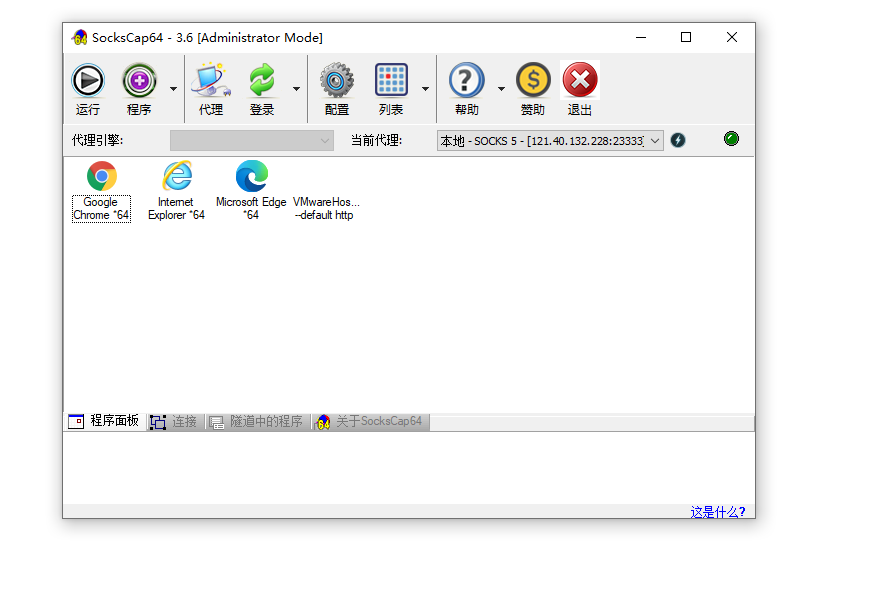 SocksCap64 - 3.6 [Administrator Mode]
运行 程序 代理 登录 配置 列表 帮助 赞助 退出
代理引擎: 当前代理: 本地 - SOCKS 5 - [121.40.132.228:23333]
Google Chrome *64
Internet Explorer *64
Microsoft Edge *64
VMwareHos... --default http
程序面板 连接 隧道中的程序 关于SocksCap64
这是什么?